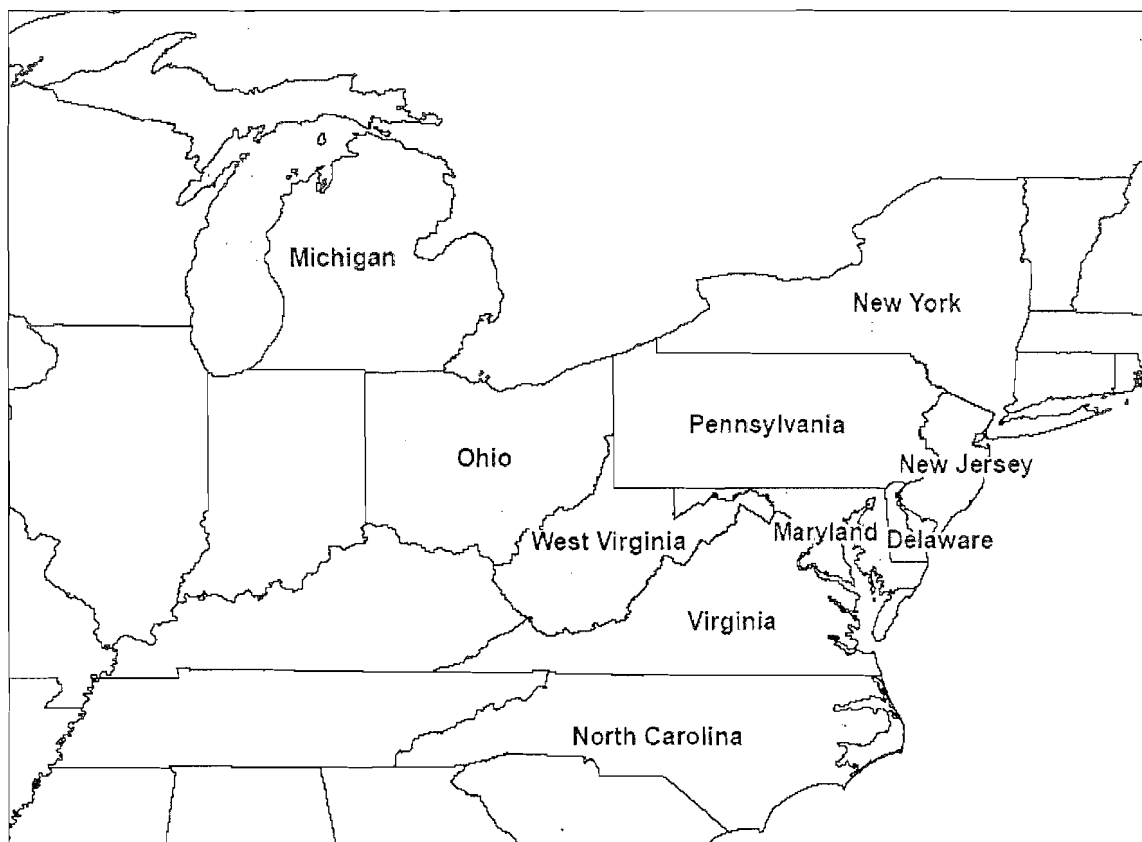 Michigan
New York
Pennsylvania
Ohio
New Jersey
West Virginia
Maryland
Delaware
Virginia
North Carolina